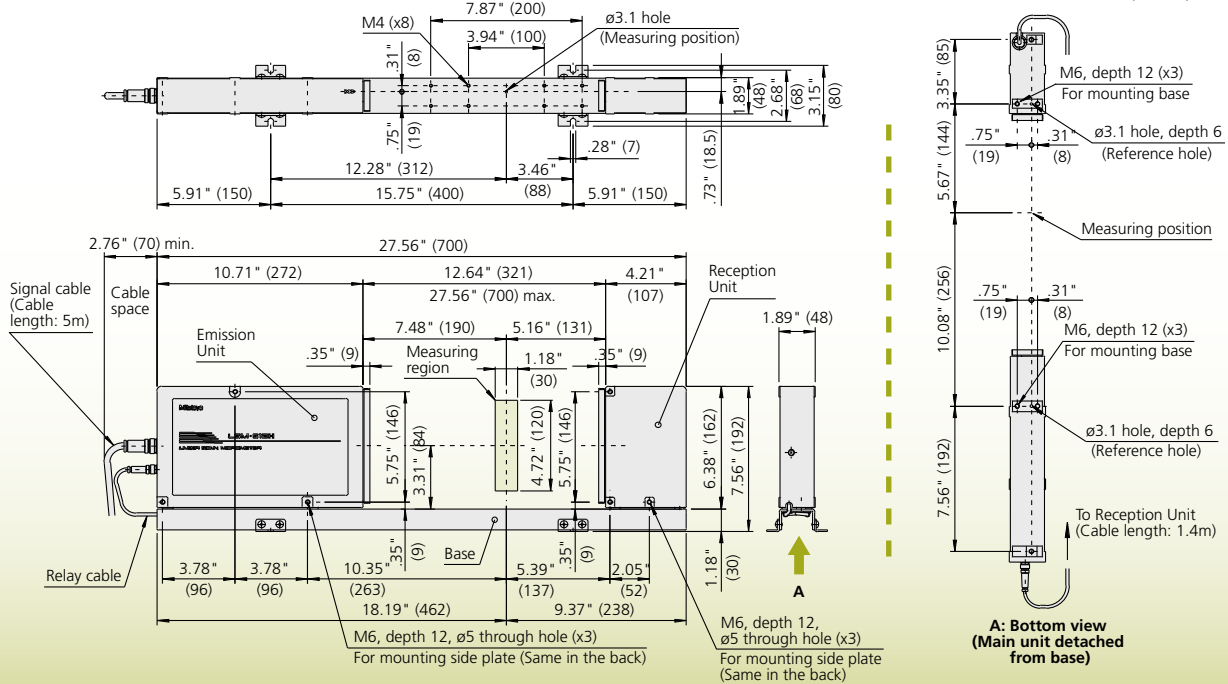 7.87" (200)
M4 (x8)
ø3.1 hole
(Measuring position)
3.94" (100)
.31"
(8)
.75"
(19)
1.89"
(48)
2.68"
(68)
3.15"
(80)
.28" (7)
.73" (18.5)
12.28" (312)
3.46"
(88)
5.91" (150)
15.75" (400)
5.91" (150)
2.76" (70) min.
27.56" (700)
10.71" (272)
12.64" (321)
4.21"
(107)
27.56" (700) max.
Reception
Unit
Signal cable
(Cable
length: 5m)
Cable
space
7.48" (190)
5.16" (131)
1.89" (48)
Emission
Unit
.35" (9)
Measuring
region
1.18"
(30)
.35" (9)
Mitutoyo
LASER SCAN MICROMETER
5.75" (146)
3.31" (84)
4.72" (120)
5.75" (146)
6.38" (162)
7.56" (192)
Relay cable
Base
.35"
(9)
.35"
(9)
1.18"
(30)
3.78"
(96)
3.78"
(96)
10.35"
(263)
5.39"
(137)
2.05"
(52)
18.19" (462)
9.37" (238)
M6, depth 12, ø5 through hole (x3)
For mounting side plate (Same in the back)
M6, depth 12,
ø5 through hole (x3)
For mounting side plate
(Same in the back)
A
3.35" (85)
M6, depth 12 (x3)
For mounting base
ø3.1 hole, depth 6
(Reference hole)
.75"
(19)
.31"
(8)
5.67" (144)
Measuring position
10.08" (256)
.75"
(19)
.31"
(8)
M6, depth 12 (x3)
For mounting base
ø3.1 hole, depth 6
(Reference hole)
7.56" (192)
To Reception Unit
(Cable length: 1.4m)
A: Bottom view
(Main unit detached
from base)